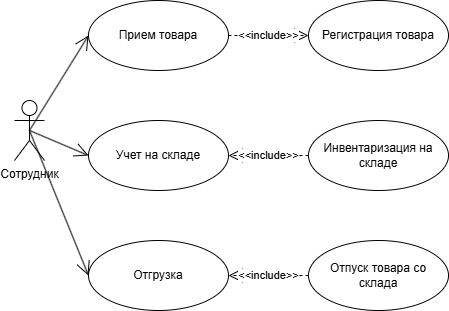 Прием товара
<<include>>
Регистрация товара
Сотрудник
Учет на складе
<<include>>
Инвентаризация на
складе
Отгрузка
<<include>>
Отпуск товара со
склада